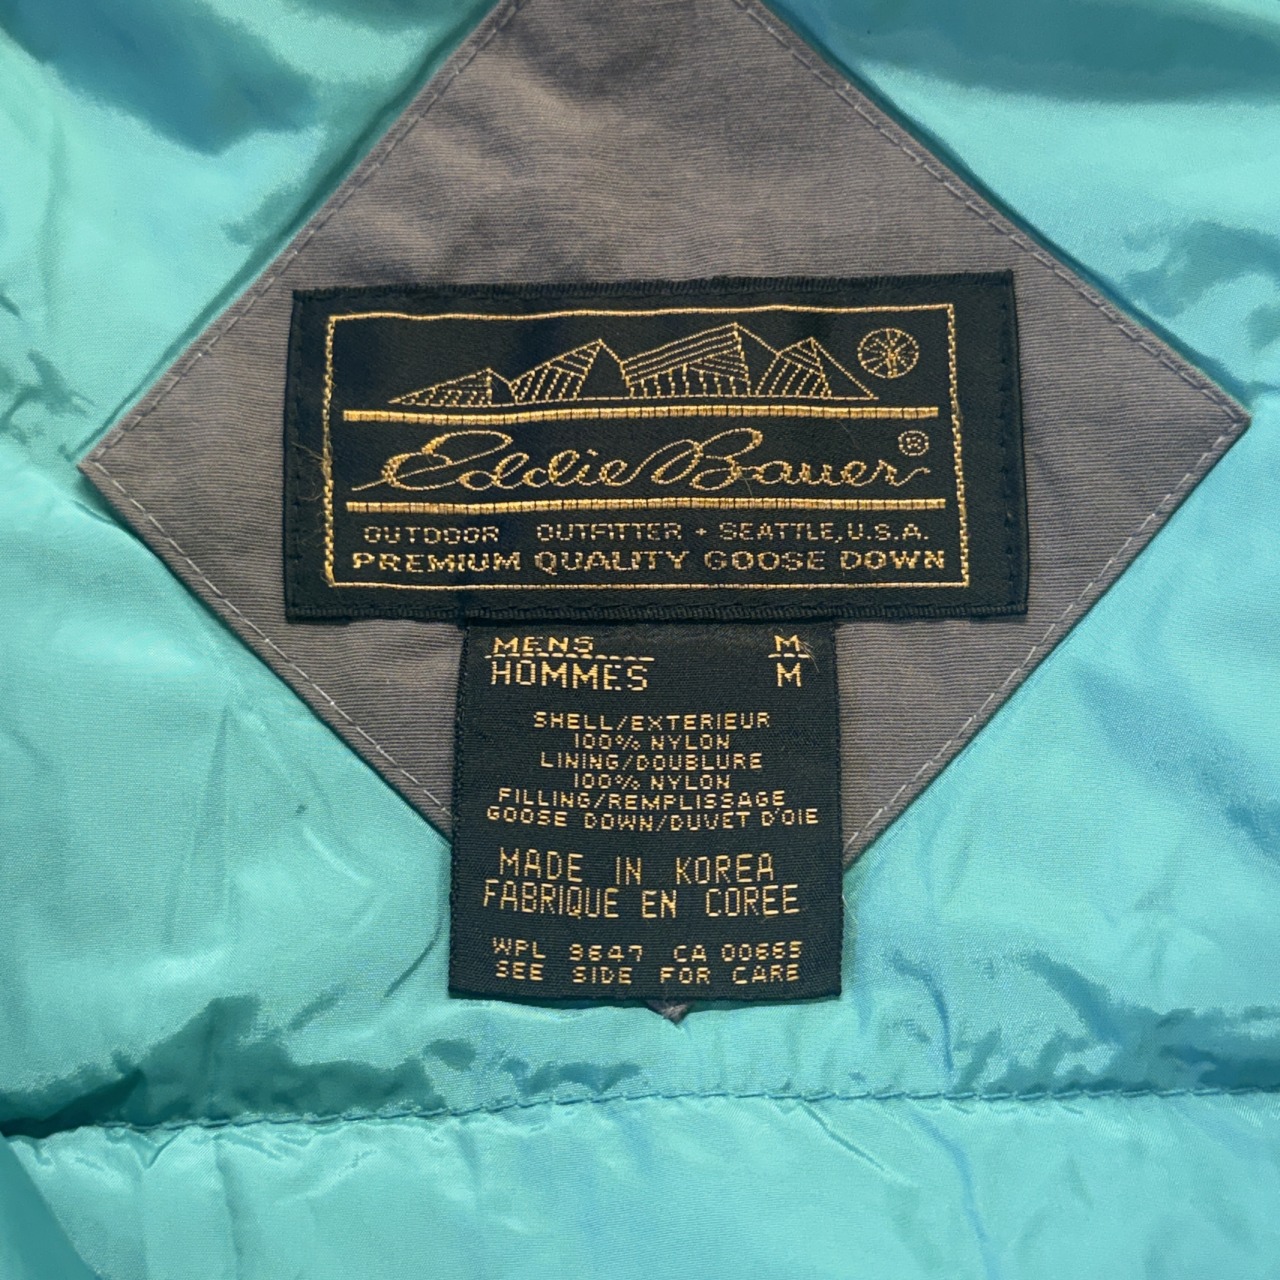 Eddie Bauer®
OUTDOOR OUTFITTER • SEATTLE, U.S.A.
PREMIUM QUALITY GOOSE DOWN
MENS M
HOMMES M
SHELL/EXTERIEUR
100% NYLON
LINING/DOUBLURE
100% NYLON
FILLING/REMPLISSAGE
GOOSE DOWN/DUVET D'OIE
MADE IN KOREA
FABRIQUE EN COREE
WPL 9647 CA 00665
SEE SIDE FOR CARE